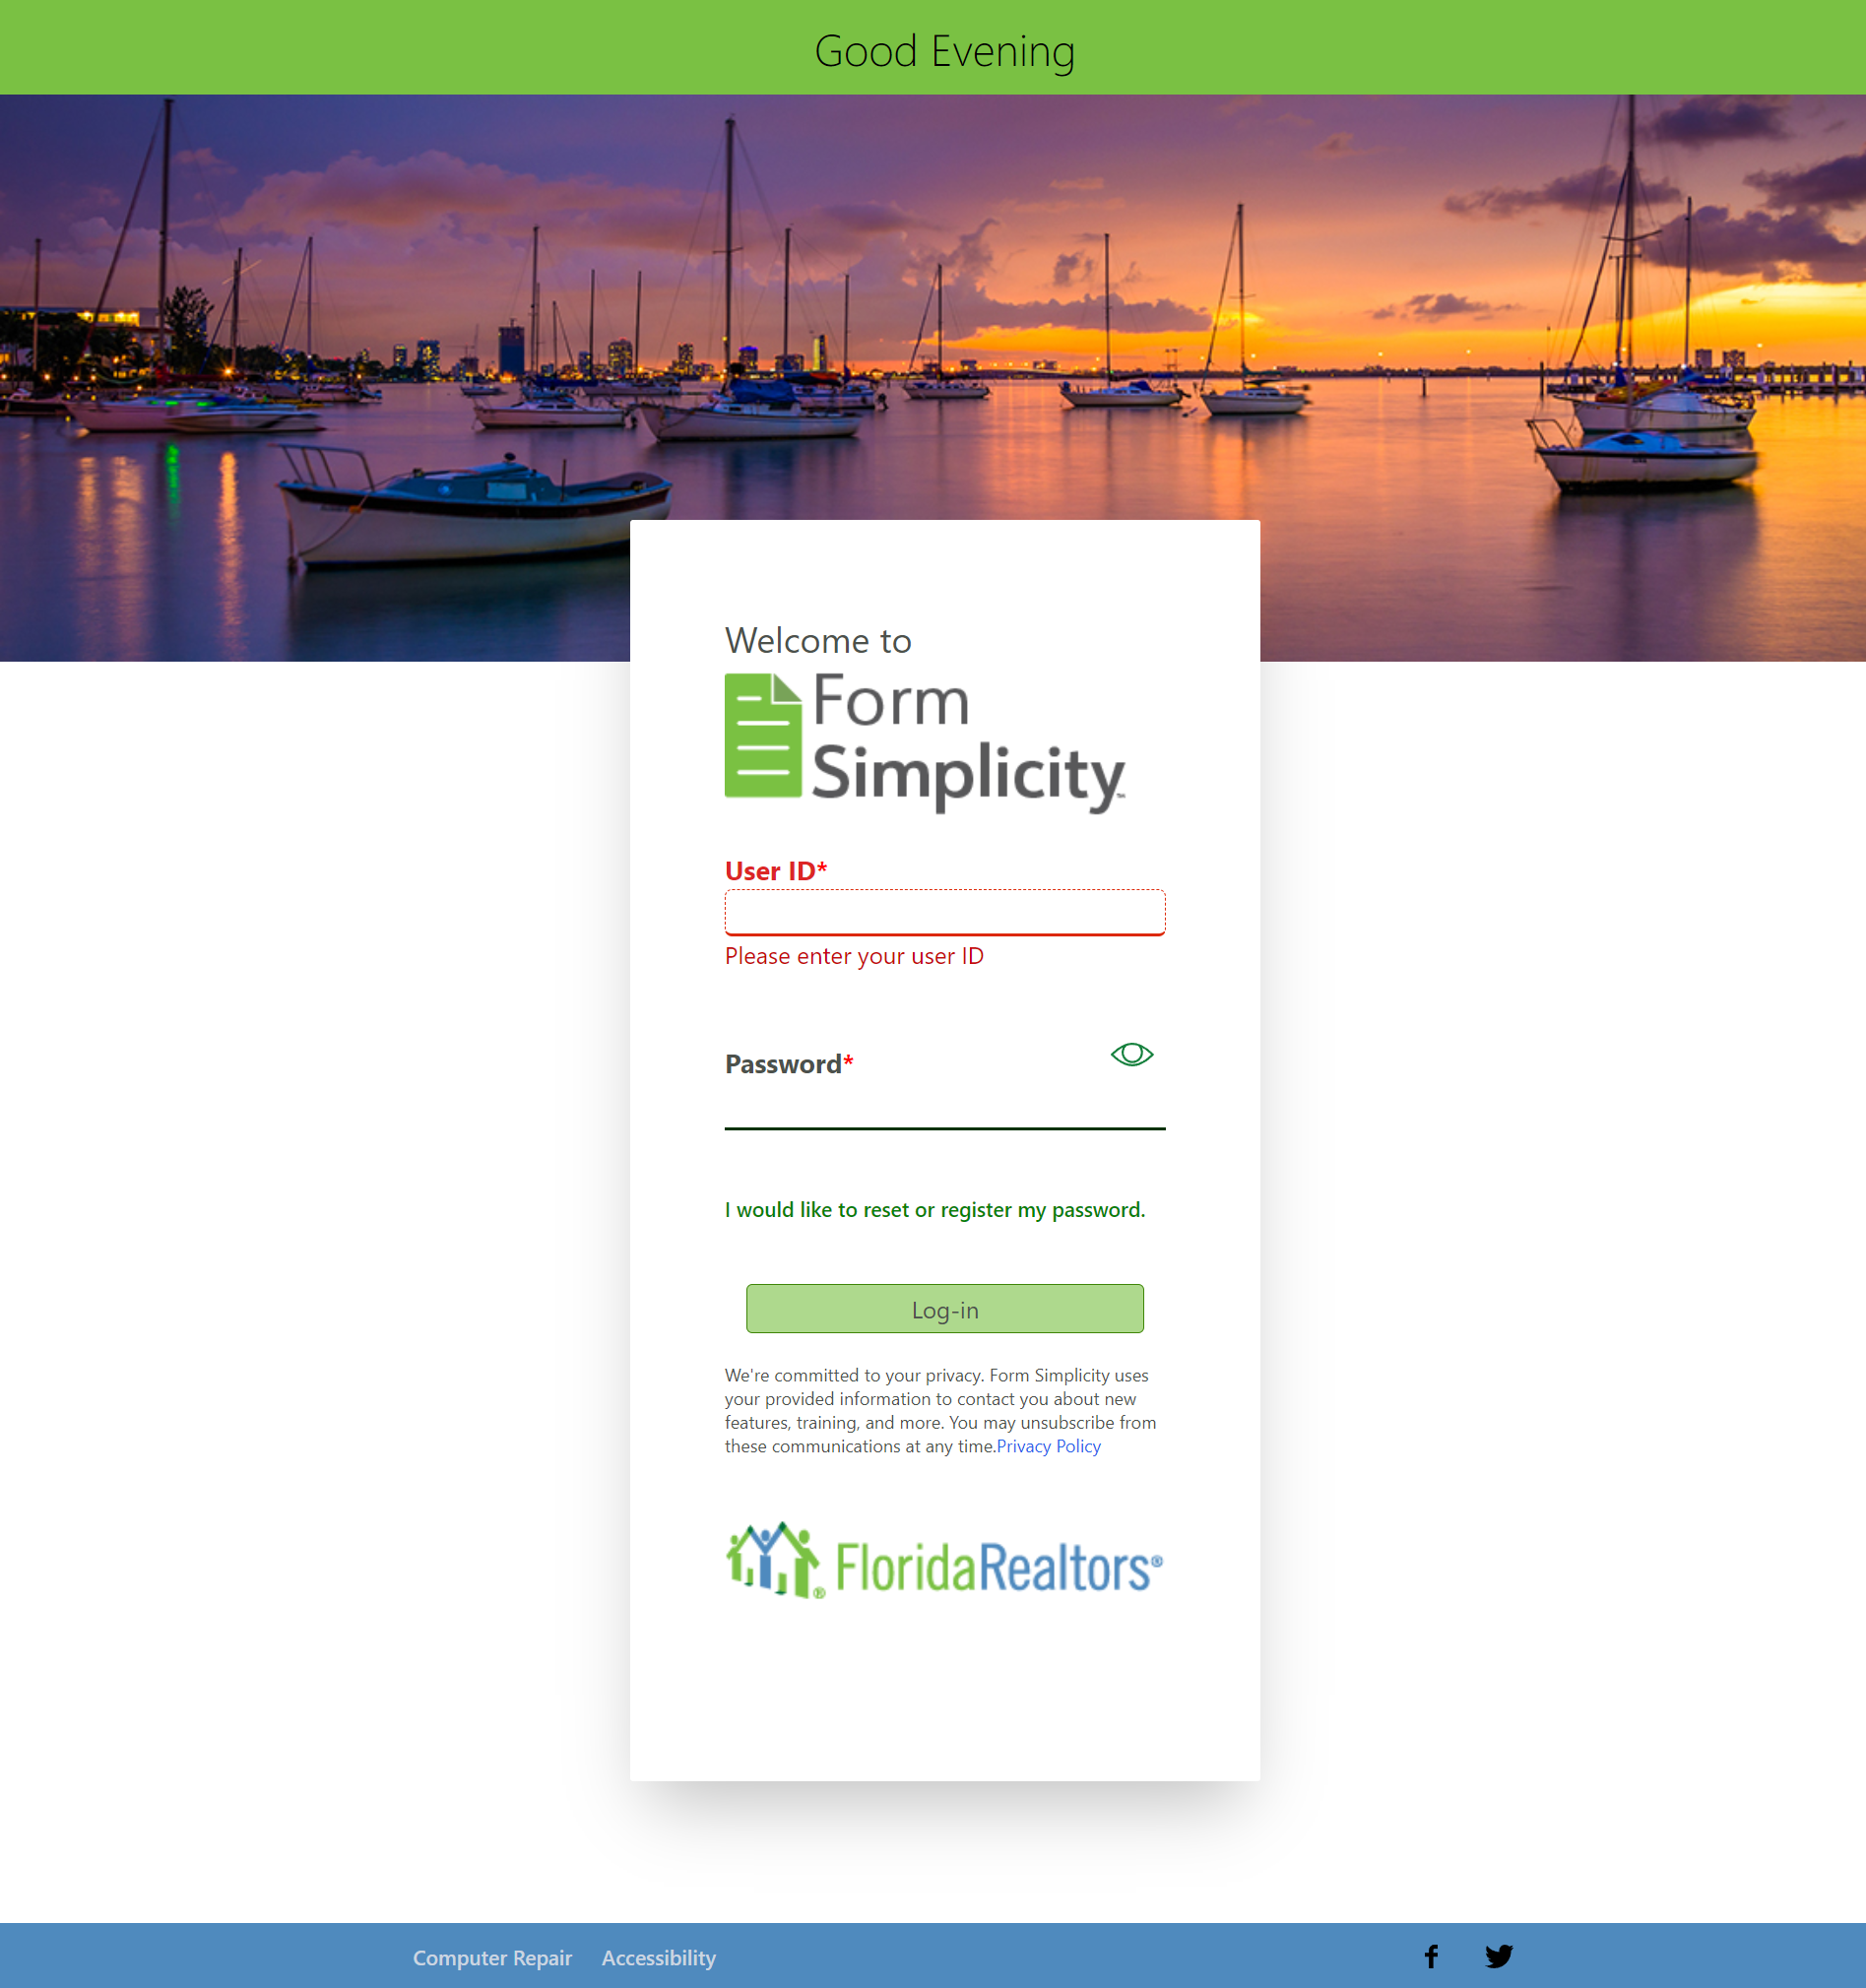 Good Evening
Welcome to
Form
Simplicity™
User ID*
Please enter your user ID
Password*
I would like to reset or register my password.
Log-in
We're committed to your privacy. Form Simplicity uses
your provided information to contact you about new
features, training, and more. You may unsubscribe from
these communications at any time.Privacy Policy
® FloridaRealtors®
Computer Repair Accessibility